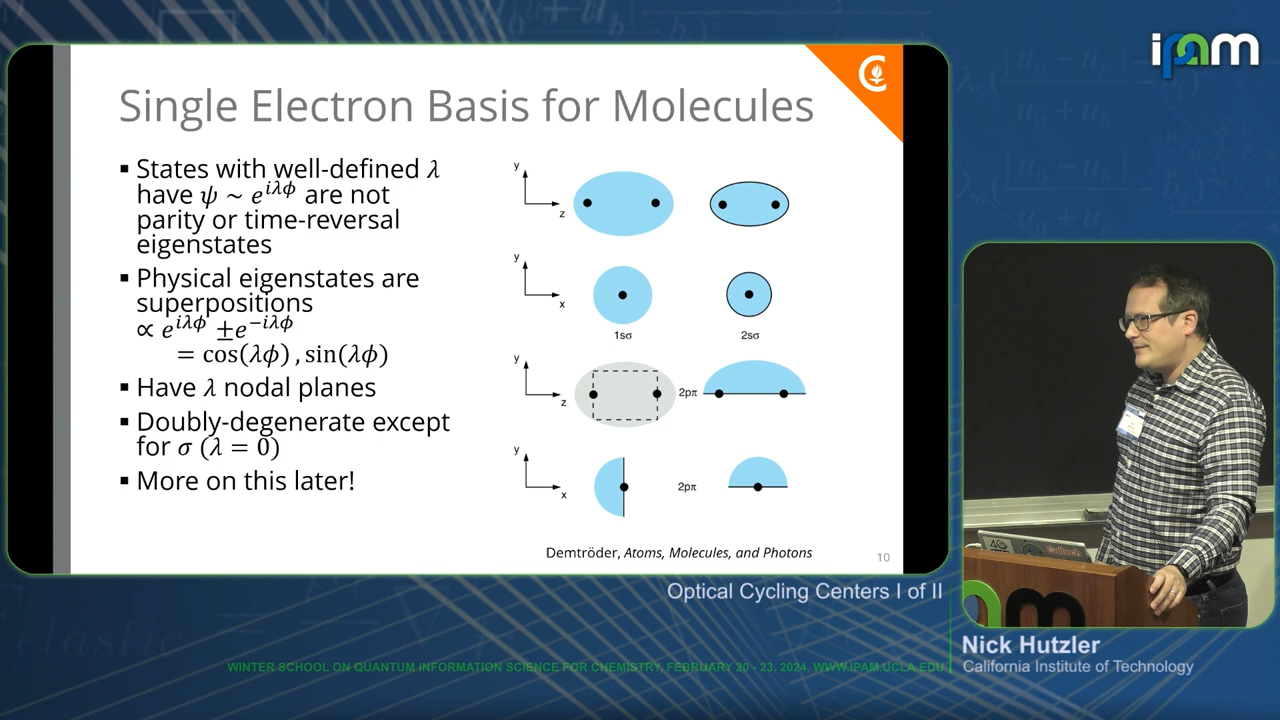 ipam
Single Electron Basis for Molecules
▪ States with well-defined λ
have ψ ~ e^{iλϕ} are not
parity or time-reversal
eigenstates
▪ Physical eigenstates are
superpositions
∝ e^{iλϕ} ± e^{-iλϕ}
= cos(λϕ) , sin(λϕ)
▪ Have λ nodal planes
▪ Doubly-degenerate except
for σ (λ = 0)
▪ More on this later!
y
z
y
x
1sσ
2sσ
y
z
2pπ
y
x
2pπ
Demtröder, Atoms, Molecules, and Photons
10
Optical Cycling Centers I of II
Nick Hutzler
California Institute of Technology
WINTER SCHOOL ON QUANTUM INFORMATION SCIENCE FOR CHEMISTRY, FEBRUARY 20 - 23, 2024, WWW.IPAM.UCLA.EDU
elastic